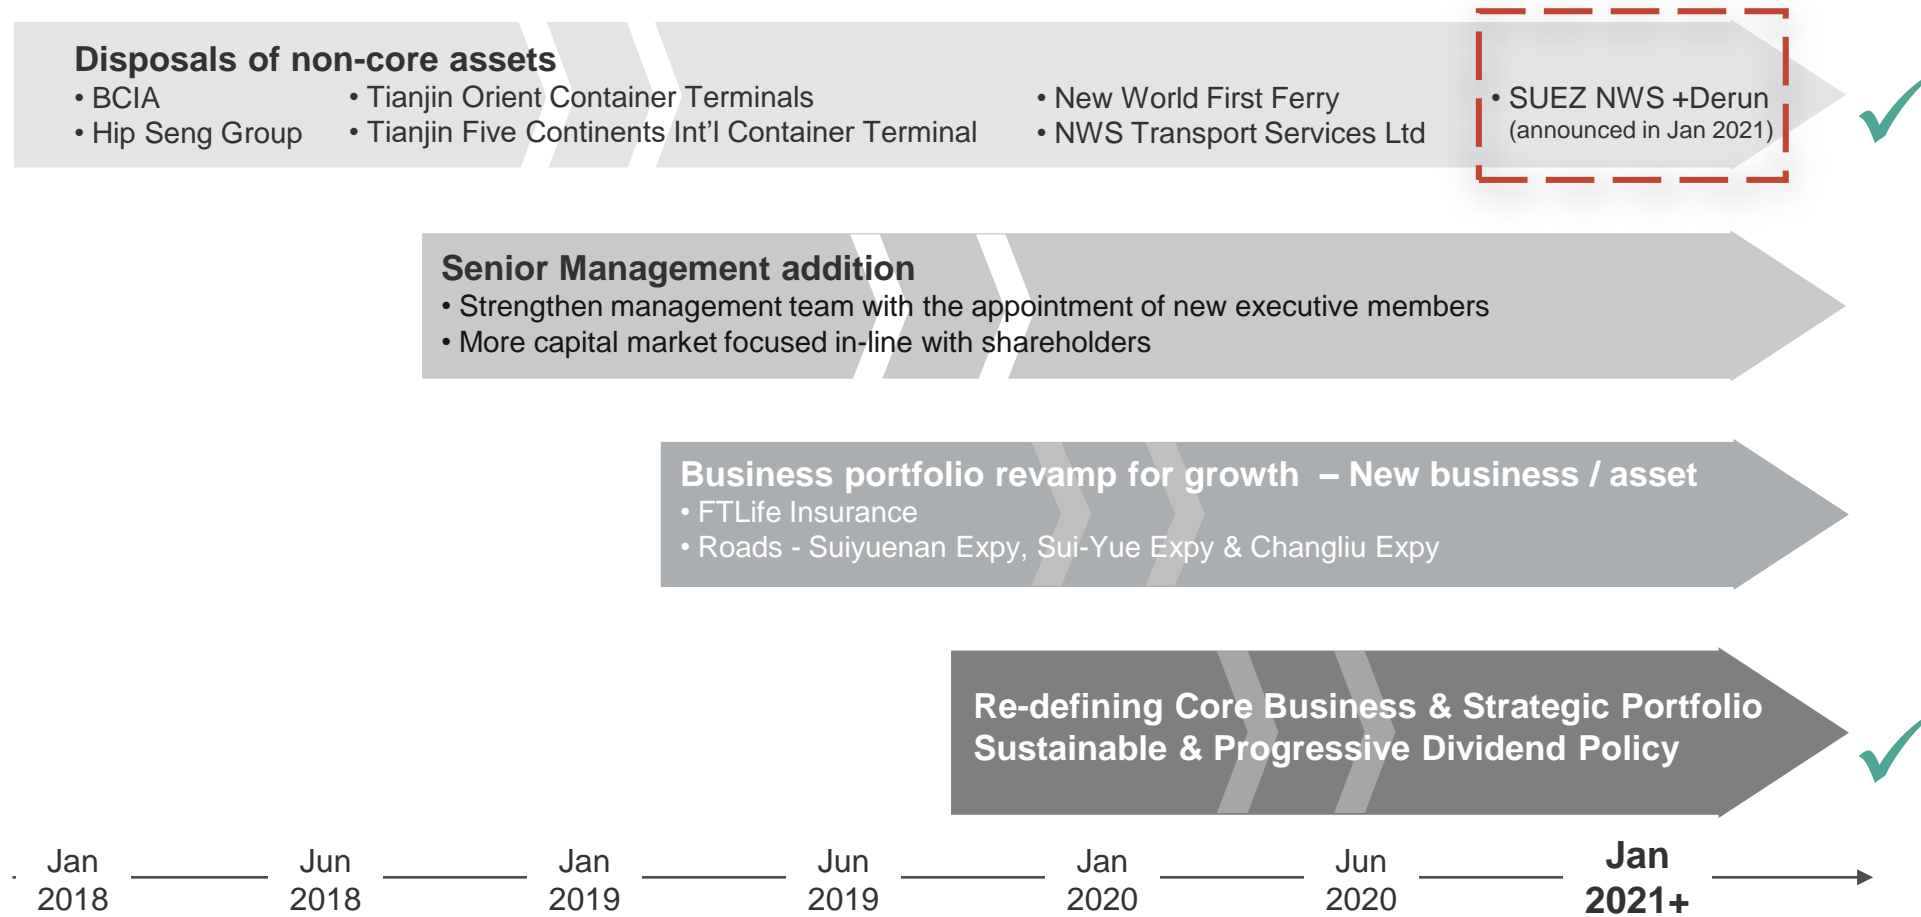 Disposals of non-core assets
• BCIA
• Hip Seng Group
• Tianjin Orient Container Terminals
• Tianjin Five Continents Int’l Container Terminal
• New World First Ferry
• NWS Transport Services Ltd
• SUEZ NWS +Derun
(announced in Jan 2021)
Senior Management addition
• Strengthen management team with the appointment of new executive members
• More capital market focused in-line with shareholders
Business portfolio revamp for growth – New business / asset
• FTLife Insurance
• Roads - Suiyuenan Expy, Sui-Yue Expy & Changliu Expy
Re-defining Core Business & Strategic Portfolio
Sustainable & Progressive Dividend Policy
Jan
2018
Jun
2018
Jan
2019
Jun
2019
Jan
2020
Jun
2020
Jan
2021+